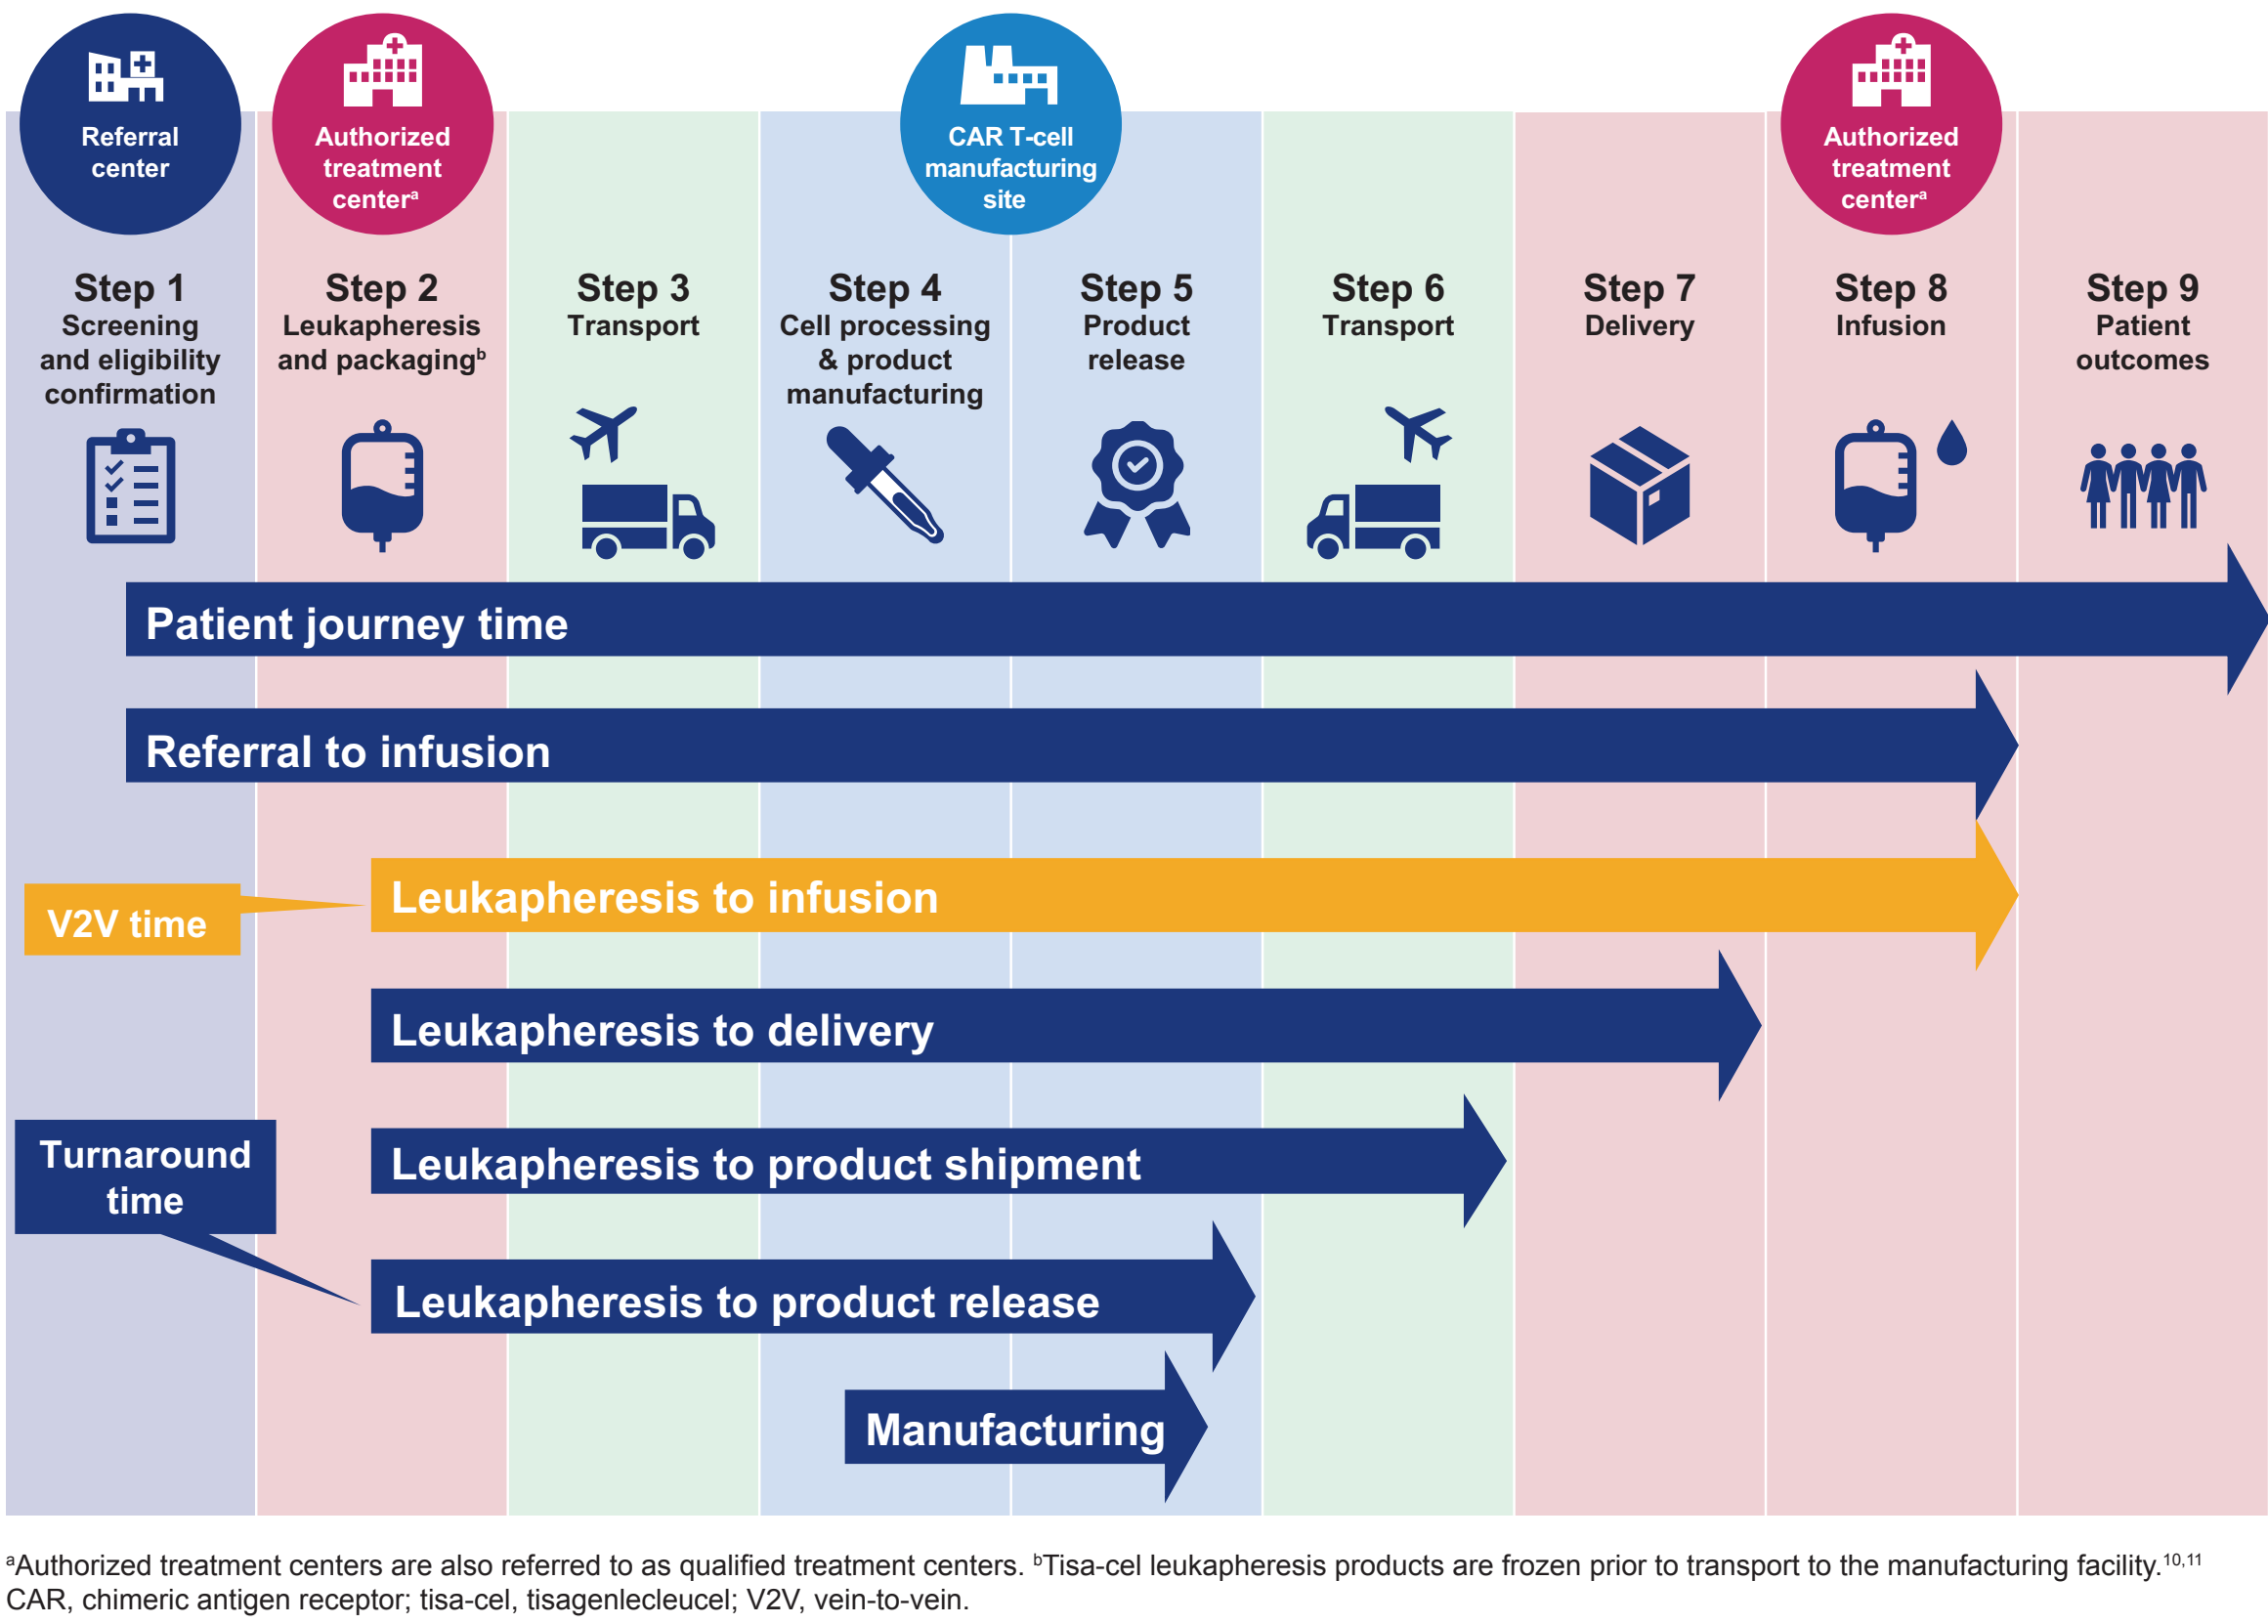 Referral
center
Authorized
treatment
centerᵃ
CAR T-cell
manufacturing
site
Authorized
treatment
centerᵃ
Step 1
Screening
and eligibility
confirmation
Step 2
Leukapheresis
and packagingᵇ
Step 3
Transport
Step 4
Cell processing
& product
manufacturing
Step 5
Product
release
Step 6
Transport
Step 7
Delivery
Step 8
Infusion
Step 9
Patient
outcomes
Patient journey time
Referral to infusion
V2V time
Leukapheresis to infusion
Leukapheresis to delivery
Turnaround
time
Leukapheresis to product shipment
Leukapheresis to product release
Manufacturing
ᵃAuthorized treatment centers are also referred to as qualified treatment centers. ᵇTisa-cel leukapheresis products are frozen prior to transport to the manufacturing facility.¹⁰,¹¹
CAR, chimeric antigen receptor; tisa-cel, tisagenlecleucel; V2V, vein-to-vein.